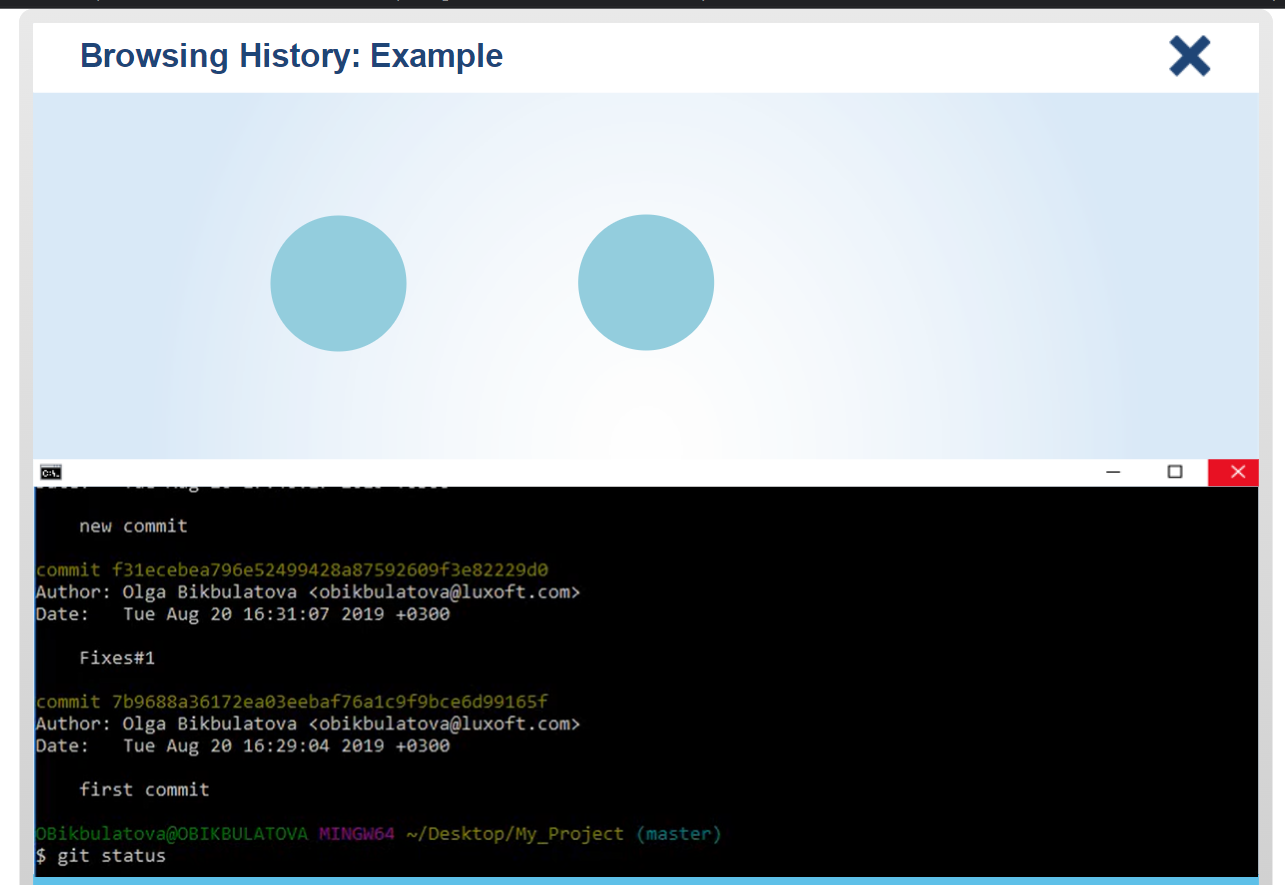 Browsing History: Example
new commit
commit f31ecebea796e52499428a87592609f3e82229d0
Author: Olga Bikbulatova <obikbulatova@luxoft.com>
Date:   Tue Aug 20 16:31:07 2019 +0300
Fixes#1
commit 7b9688a36172ea03eebaf76a1c9f9bce6d99165f
Author: Olga Bikbulatova <obikbulatova@luxoft.com>
Date:   Tue Aug 20 16:29:04 2019 +0300
first commit
OBikbulatova@OBIKBULATOVA MINGW64 ~/Desktop/My_Project (master)
$ git status